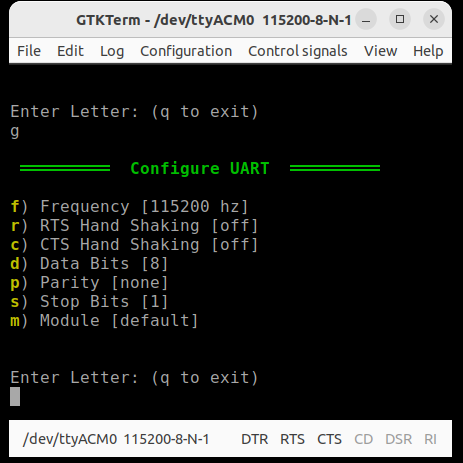 GTKTerm - /dev/ttyACM0 115200-8-N-1
File Edit Log Configuration Control signals View Help
Enter Letter: (q to exit)
g
Configure UART
f) Frequency [115200 hz]
r) RTS Hand Shaking [off]
c) CTS Hand Shaking [off]
d) Data Bits [8]
p) Parity [none]
s) Stop Bits [1]
m) Module [default]
Enter Letter: (q to exit)
/dev/ttyACM0 115200-8-N-1 DTR RTS CTS CD DSR RI